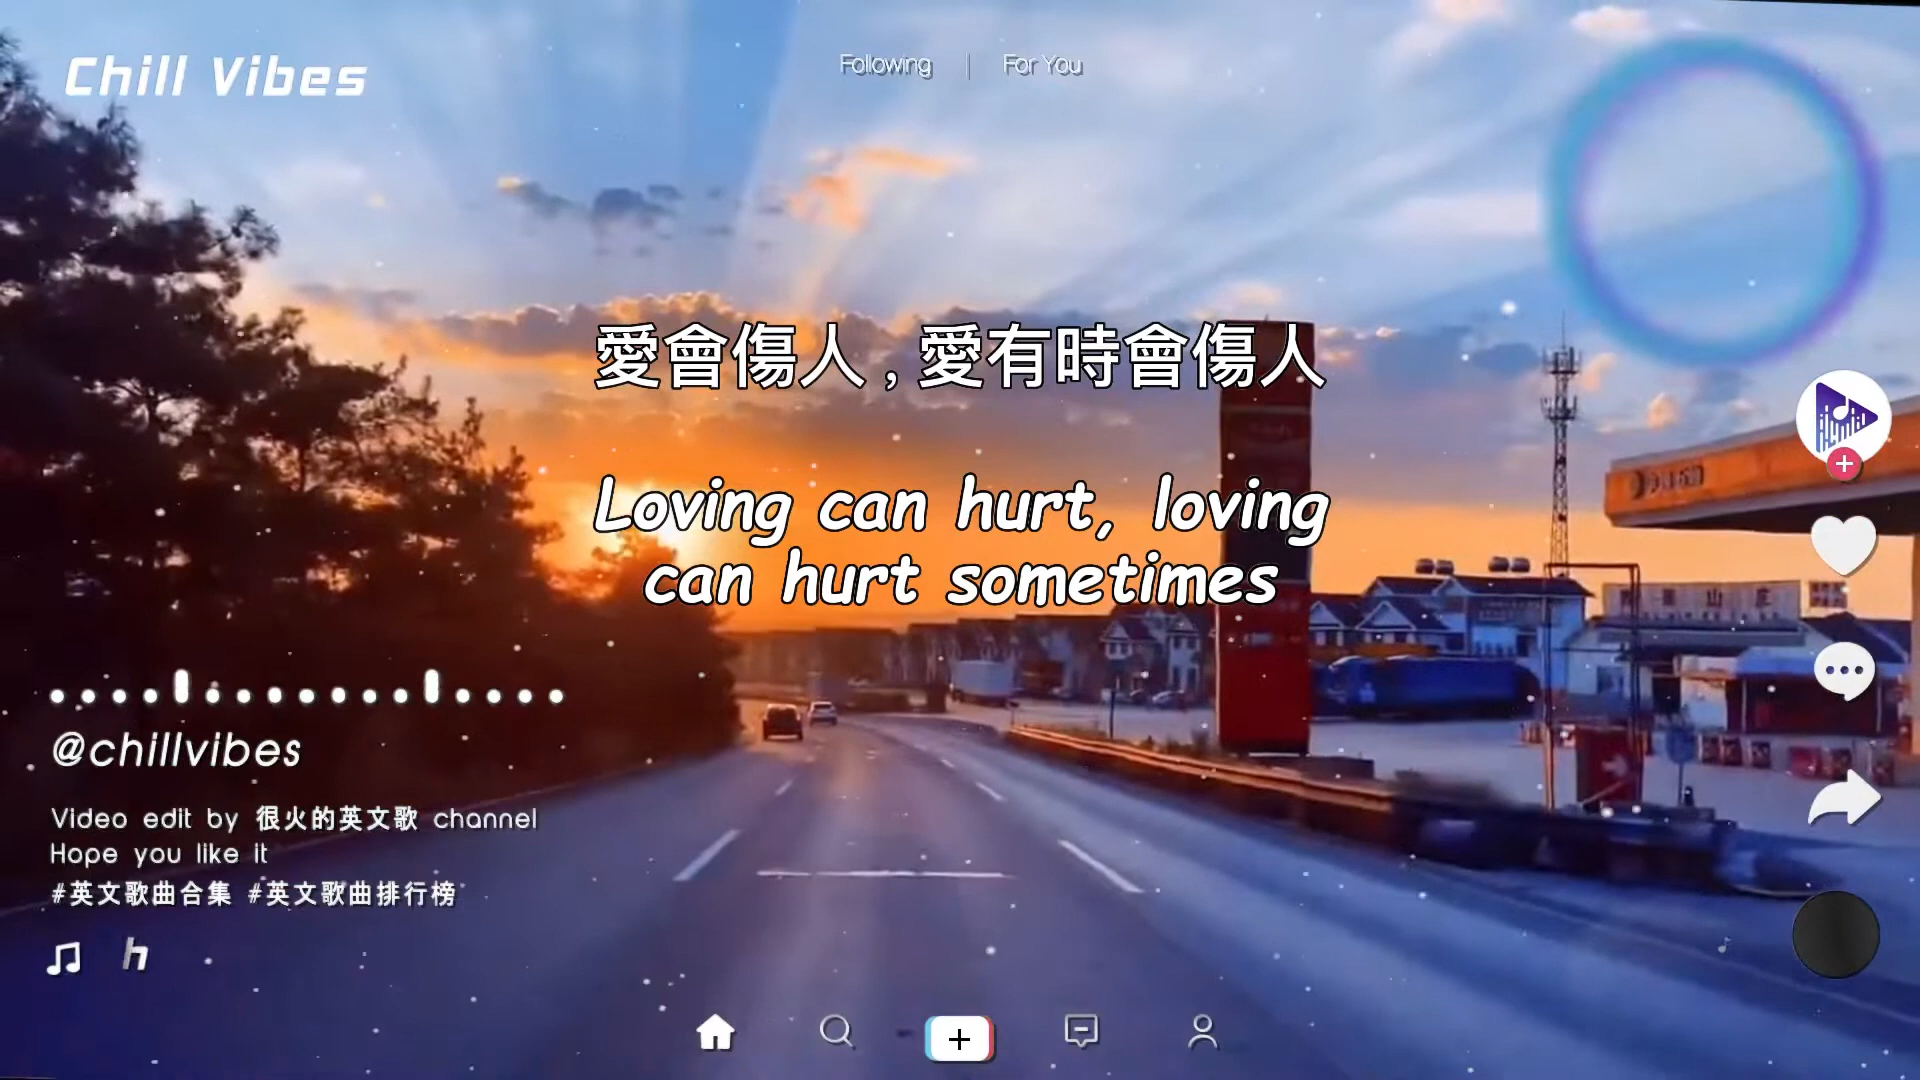 Chill Vibes
Following | For You
愛會傷人 , 愛有時會傷人
Loving can hurt, loving
can hurt sometimes
@chillvibes
Video edit by 很火的英文歌 channel
Hope you like it
#英文歌曲合集 #英文歌曲排行榜
h